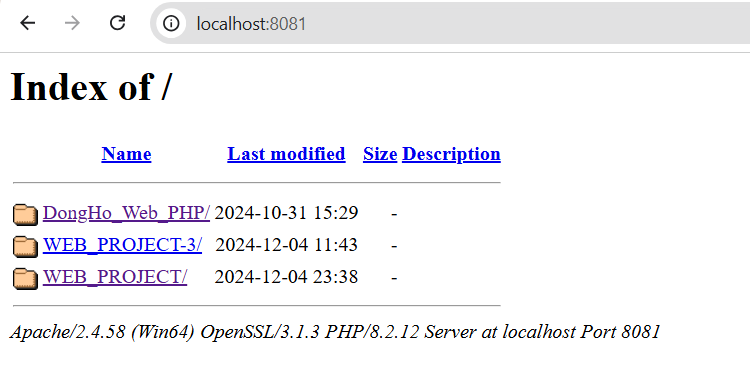 localhost:8081
Index of /
Name Last modified Size Description
DongHo_Web_PHP/ 2024-10-31 15:29 -
WEB_PROJECT-3/ 2024-12-04 11:43 -
WEB_PROJECT/ 2024-12-04 23:38 -
Apache/2.4.58 (Win64) OpenSSL/3.1.3 PHP/8.2.12 Server at localhost Port 8081